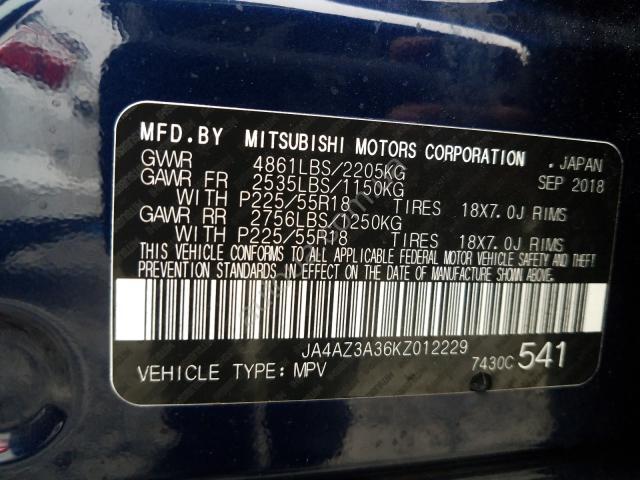 MFD.BY MITSUBISHI MOTORS CORPORATION . JAPAN
GVWR 4861LBS/2205KG SEP 2018
GAWR FR 2535LBS/1150KG
WITH P225/55R18 TIRES 18X7.0J RIMS
GAWR RR 2756LBS/1250KG
WITH P225/55R18 TIRES 18X7.0J RIMS
THIS VEHICLE CONFORMS TO ALL APPLICABLE FEDERAL MOTOR VEHICLE SAFETY AND THEFT
PREVENTION STANDARDS IN EFFECT ON THE DATE OF MANUFACTURE SHOWN ABOVE.
JA4AZ3A36KZ012229
VEHICLE TYPE: MPV 7430C 541